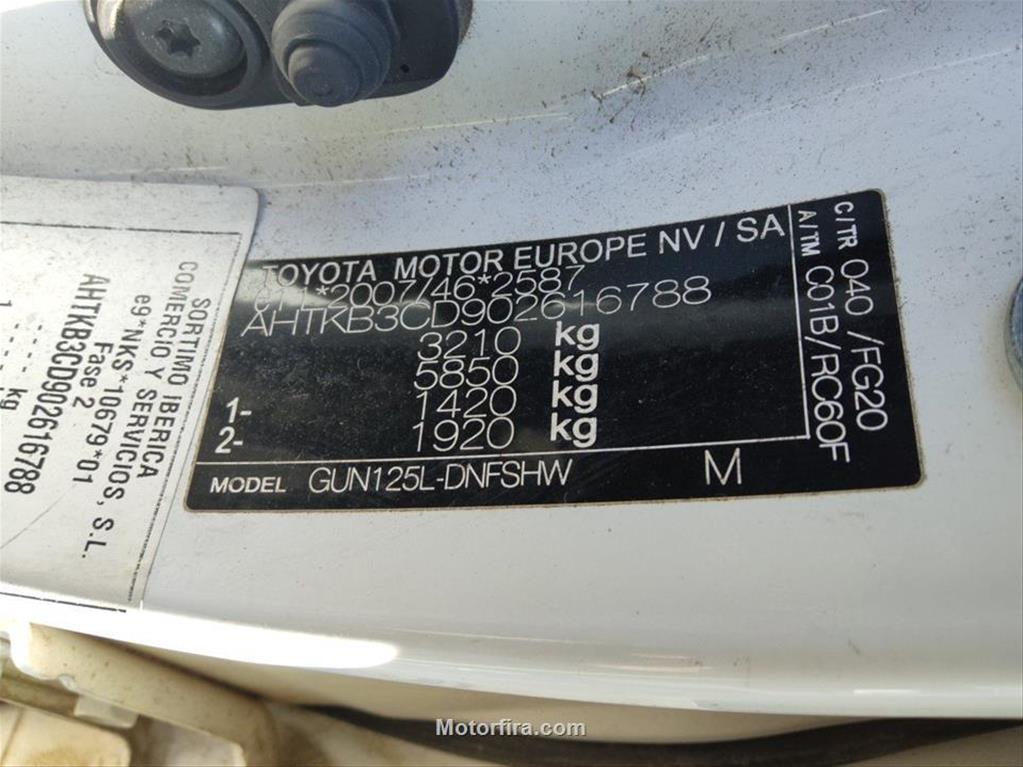 SORTIMO IBERICA
COMERCIO Y SERVICIOS, S.L.
e9*NKS*10679*01
Fase 2
AHTKB3CD902616788
1 - - - - - kg
TOYOTA MOTOR EUROPE NV / SA
*2007/46*2587
AHTKB3CD902616788
3210 kg
5850 kg
1- 1420 kg
2- 1920 kg
MODEL GUN125L-DNFSHW M
C/TR 040 /FG20
A/TM C01B/RC60F
Motorfira.com